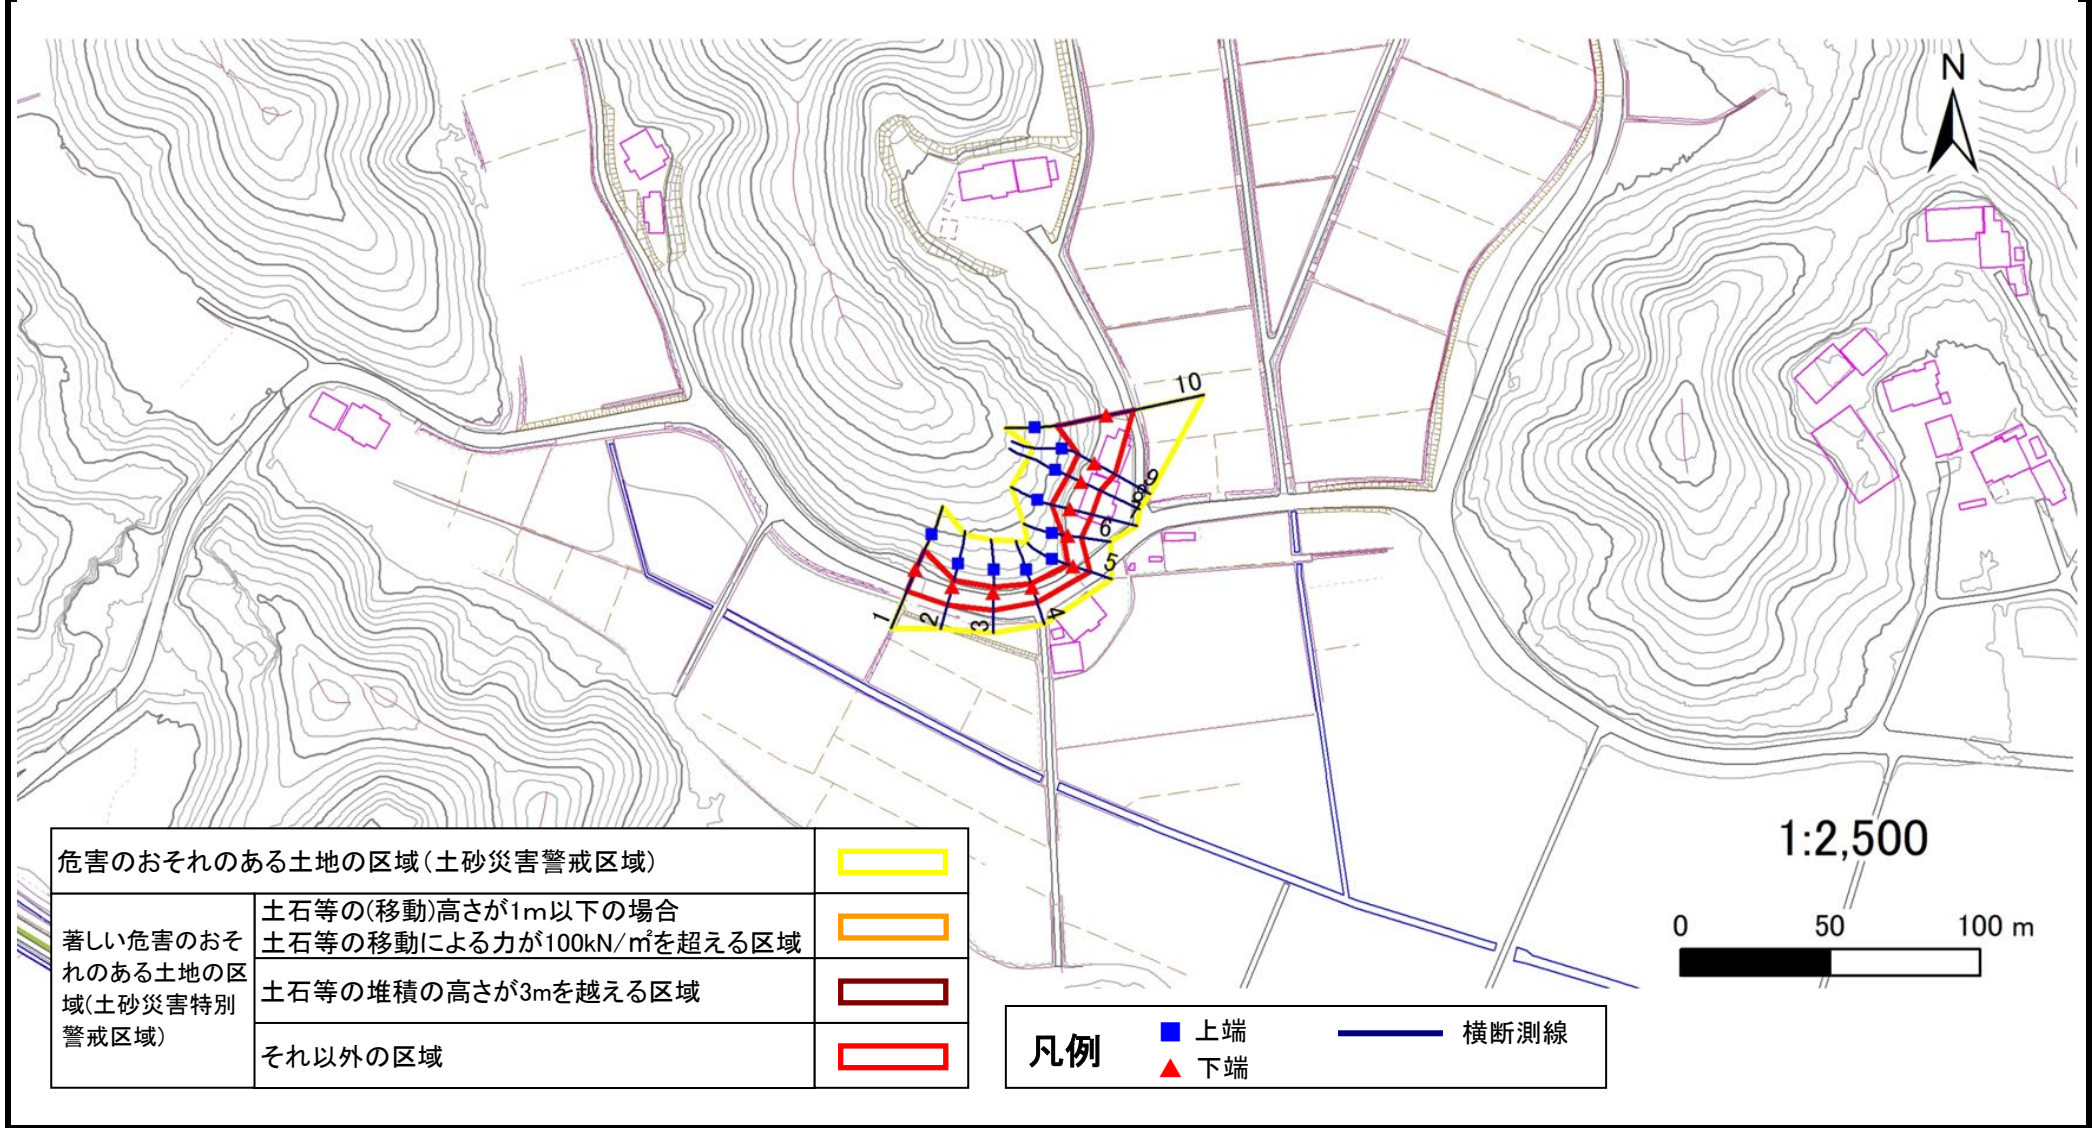 N
10
9
8
7
6
5
4
3
2
1
1:2,500
0 50 100 m
危害のおそれのある土地の区域(土砂災害警戒区域)
著しい危害のおそ
れのある土地の区
域(土砂災害特別
警戒区域)
土石等の(移動)高さが1m以下の場合
土石等の移動による力が100kN/㎡を超える区域
土石等の堆積の高さが3mを越える区域
それ以外の区域
凡例
上端
下端
横断測線